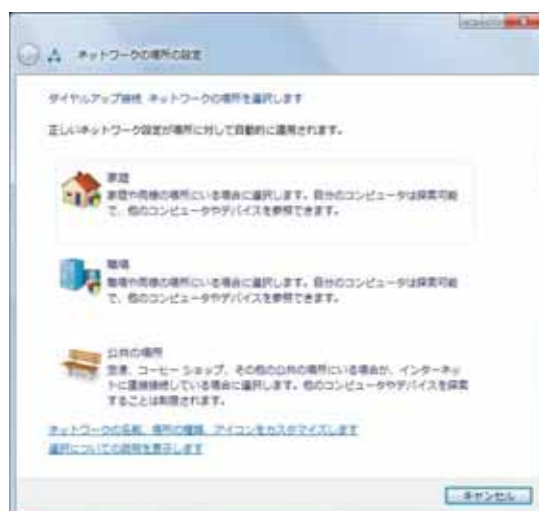 ネットワークの場所の設定
ダイヤルアップ接続 ネットワークの場所を選択します
正しいネットワーク設定が場所に対して自動的に適用されます。
家庭
家庭や同様の場所にいる場合に選択します。自分のコンピュータは探索可能
で、他のコンピュータやデバイスを参照できます。
職場
職場や同様の場所にいる場合に選択します。自分のコンピュータは探索可能
で、他のコンピュータやデバイスを参照できます。
公共の場所
空港、コーヒー ショップ、その他の公共の場所にいる場合か、インターネッ
トに直接接続している場合に選択します。他のコンピュータやデバイスを探索
することは制限されます。
ネットワークの名前、場所の種類、アイコンをカスタマイズします
選択についての説明を表示します
キャンセル